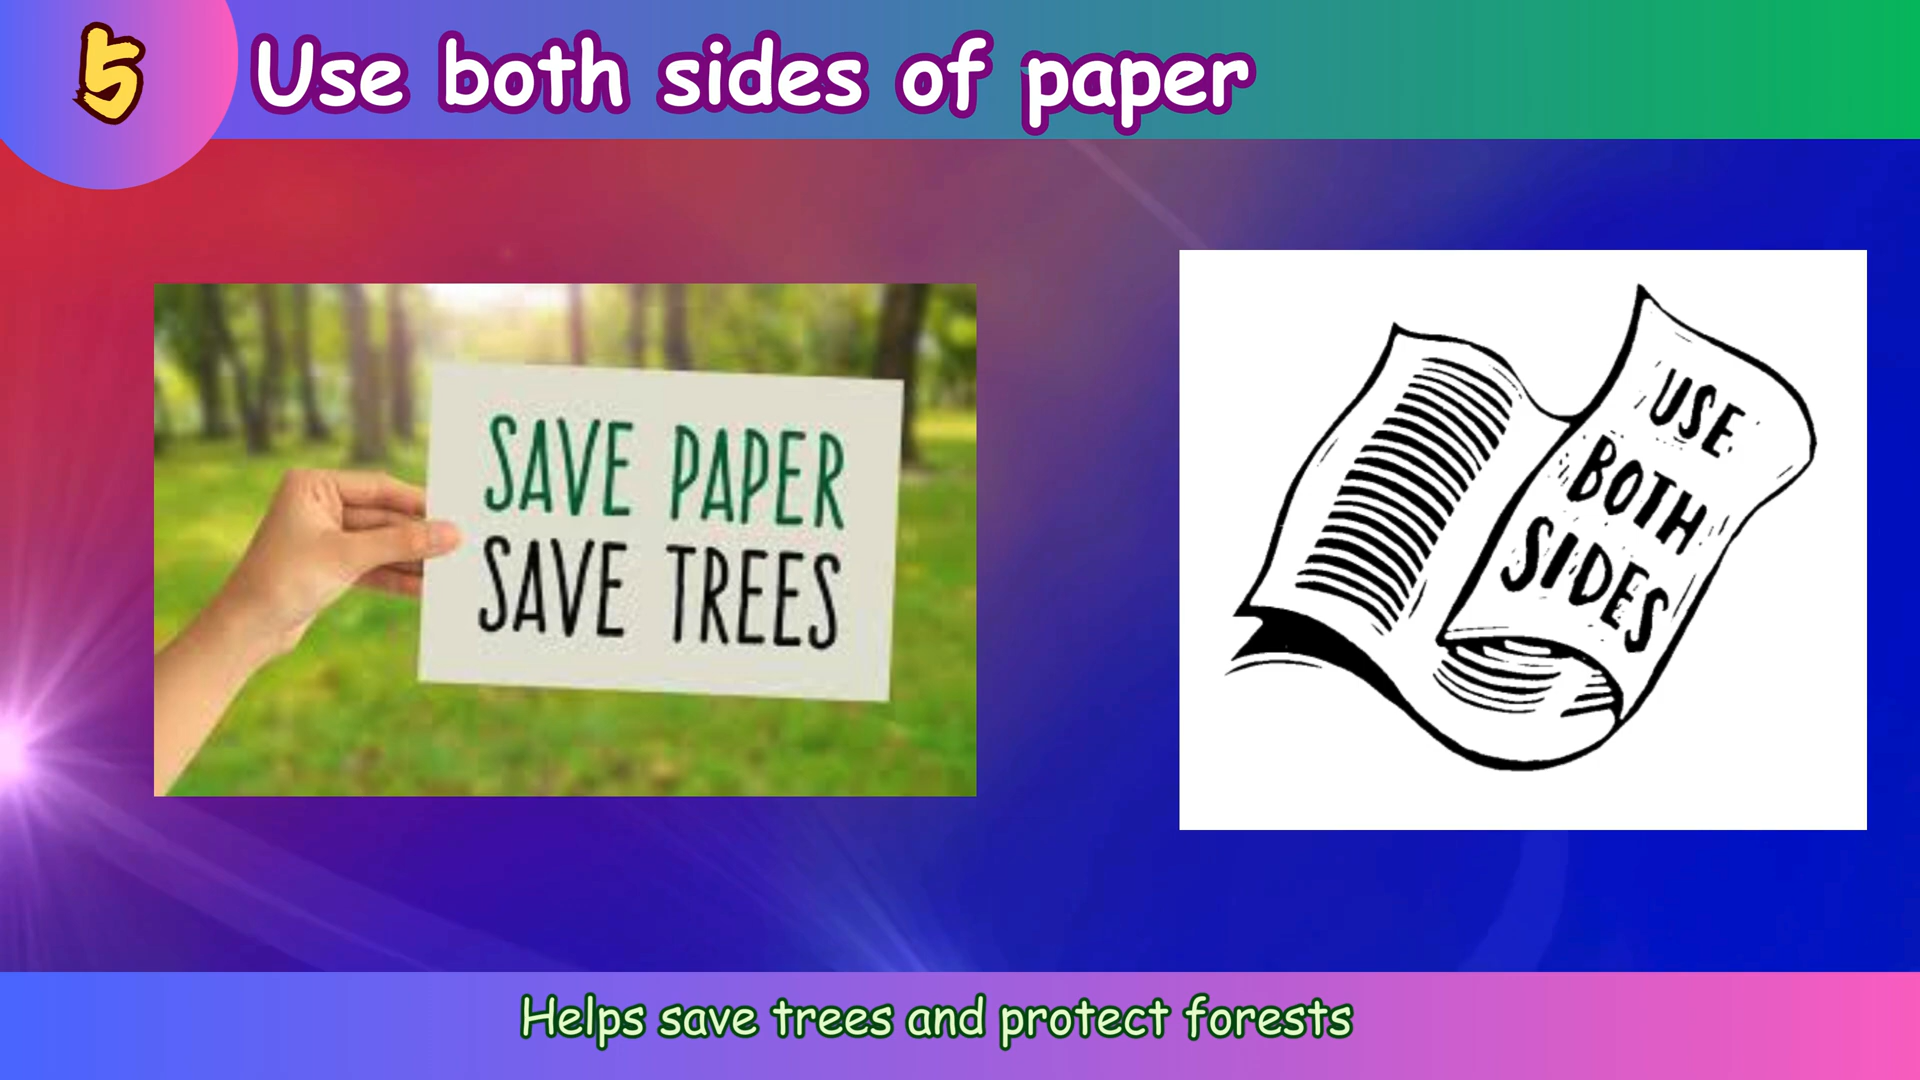 5
Use both sides of paper
SAVE PAPER
SAVE TREES
USE
BOTH
SIDES
Helps save trees and protect forests